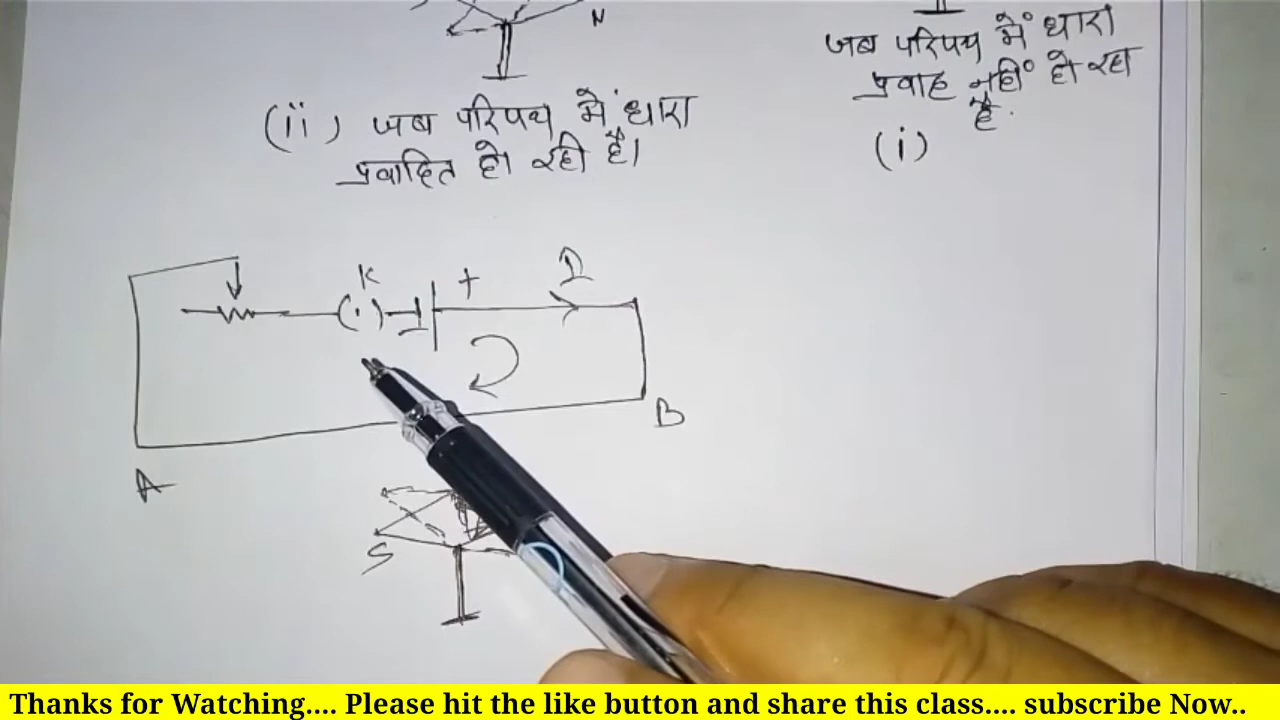 N
जब परिपथ में धारा
प्रवाह नहीं हो रहा
है.
(i)
(ii) जब परिपथ में धारा
प्रवाहित हो रही है।
K
+
I
A
B
S
Thanks for Watching.... Please hit the like button and share this class.... subscribe Now..